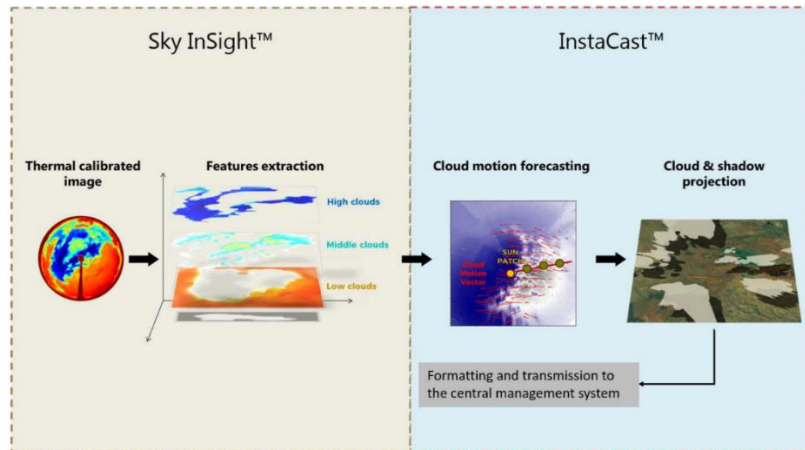 Sky InSight™
InstaCast™
Thermal calibrated
image
Features extraction
High clouds
Middle clouds
Low clouds
Cloud motion forecasting
SUN
PATCH
Cloud
Motion
Vector
Cloud & shadow
projection
Formatting and transmission to
the central management system